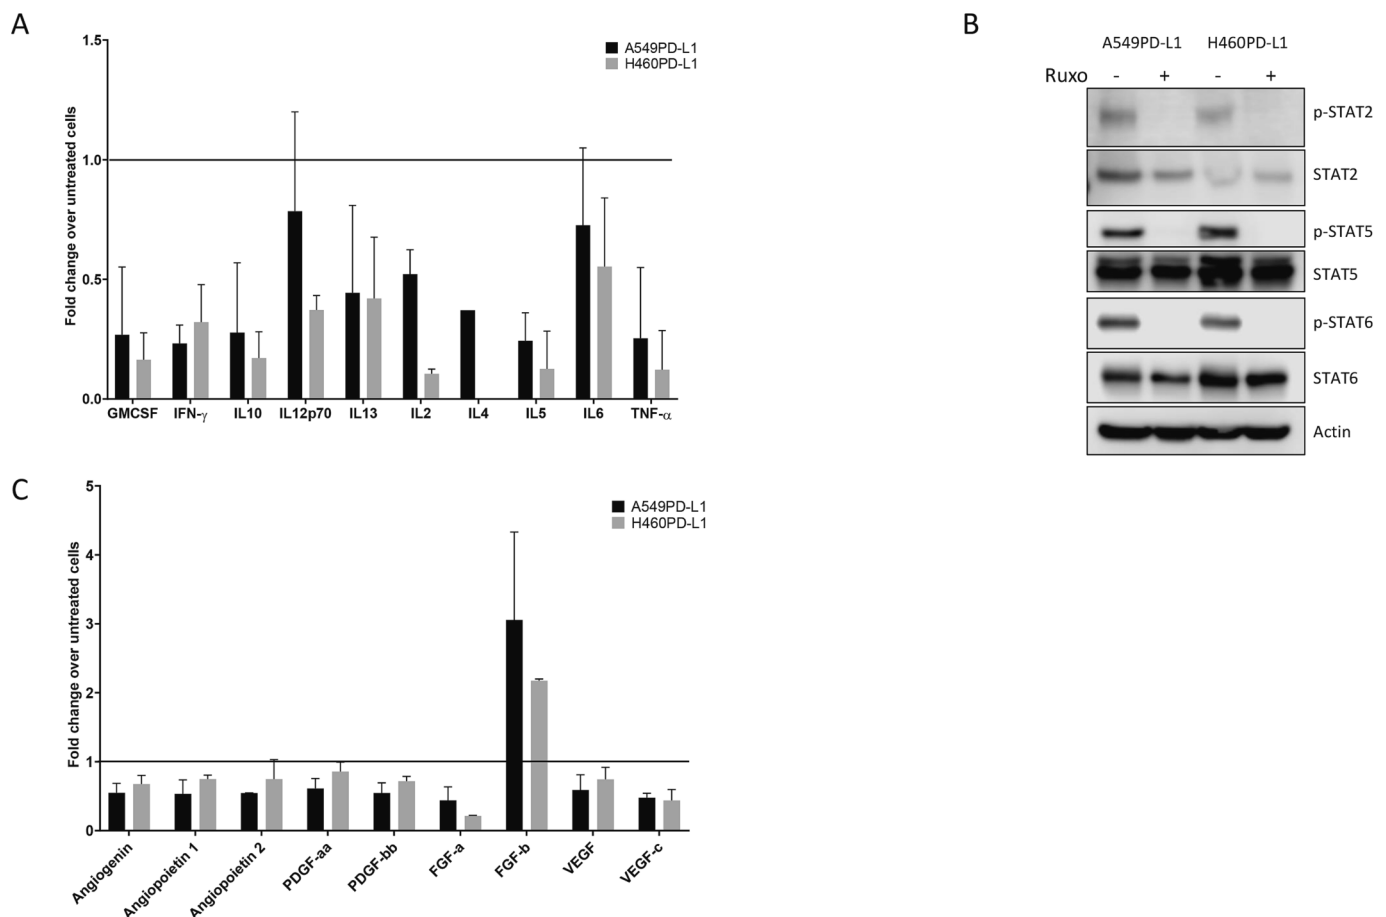 A
Fold change over untreated cells
1.5
1.0
0.5
0.0
A549PD-L1
H460PD-L1
GMCSF IFN-γ IL10 IL12p70 IL13 IL2 IL4 IL5 IL6 TNF-α
B
A549PD-L1 H460PD-L1
Ruxo - + - +
p-STAT2
STAT2
p-STAT5
STAT5
p-STAT6
STAT6
Actin
C
Fold change over untreated cells
5
4
3
2
1
0
A549PD-L1
H460PD-L1
Angiogenin Angiopoietin 1 Angiopoietin 2 PDGF-aa PDGF-bb FGF-a FGF-b VEGF VEGF-c